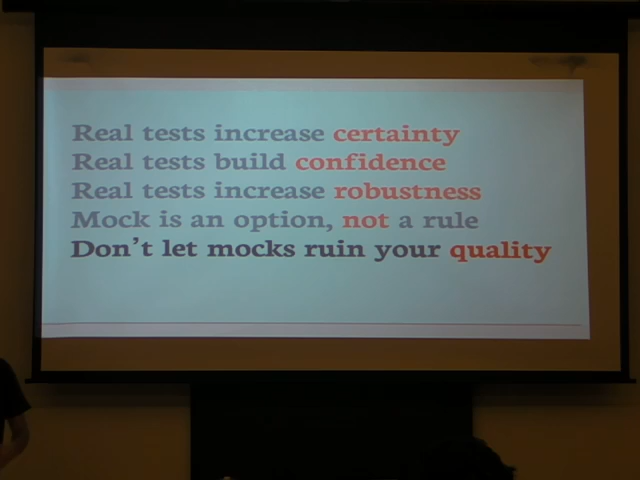 Real tests increase certainty
Real tests build confidence
Real tests increase robustness
Mock is an option, not a rule
Don't let mocks ruin your quality